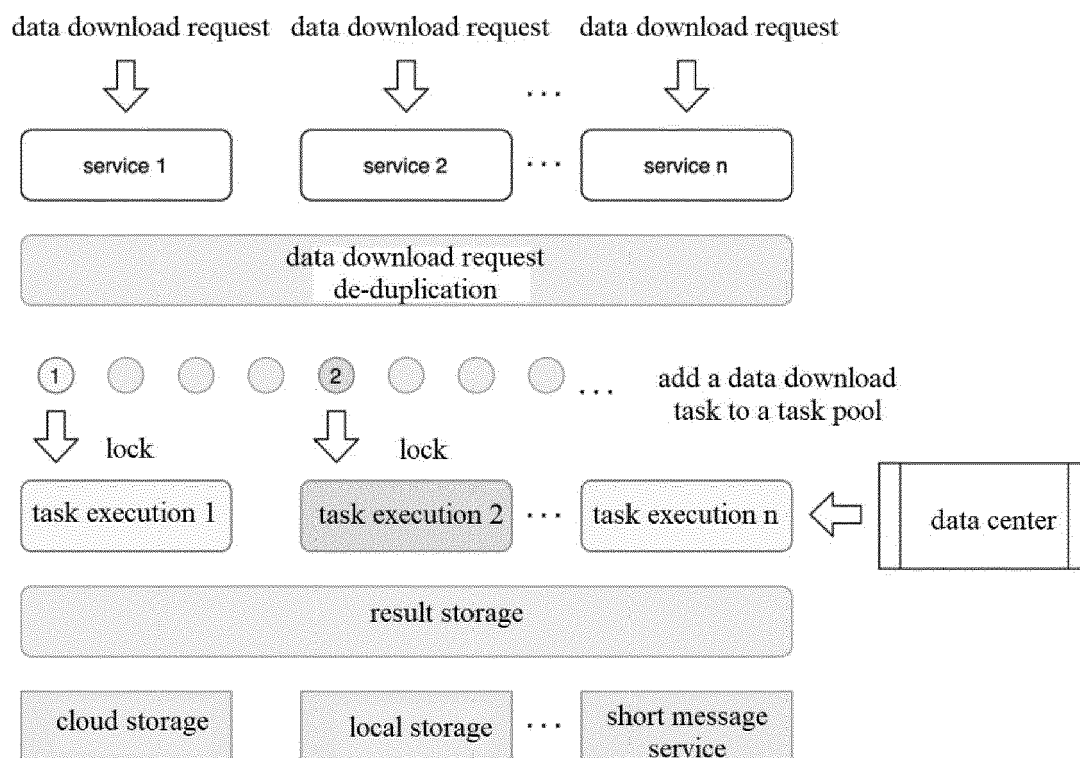 data download request data download request data download request
...
service 1 service 2 ... service n
data download request
de-duplication
1 2 ... add a data download
task to a task pool
lock lock
task execution 1 task execution 2 ... task execution n data center
result storage
cloud storage local storage ... short message
service